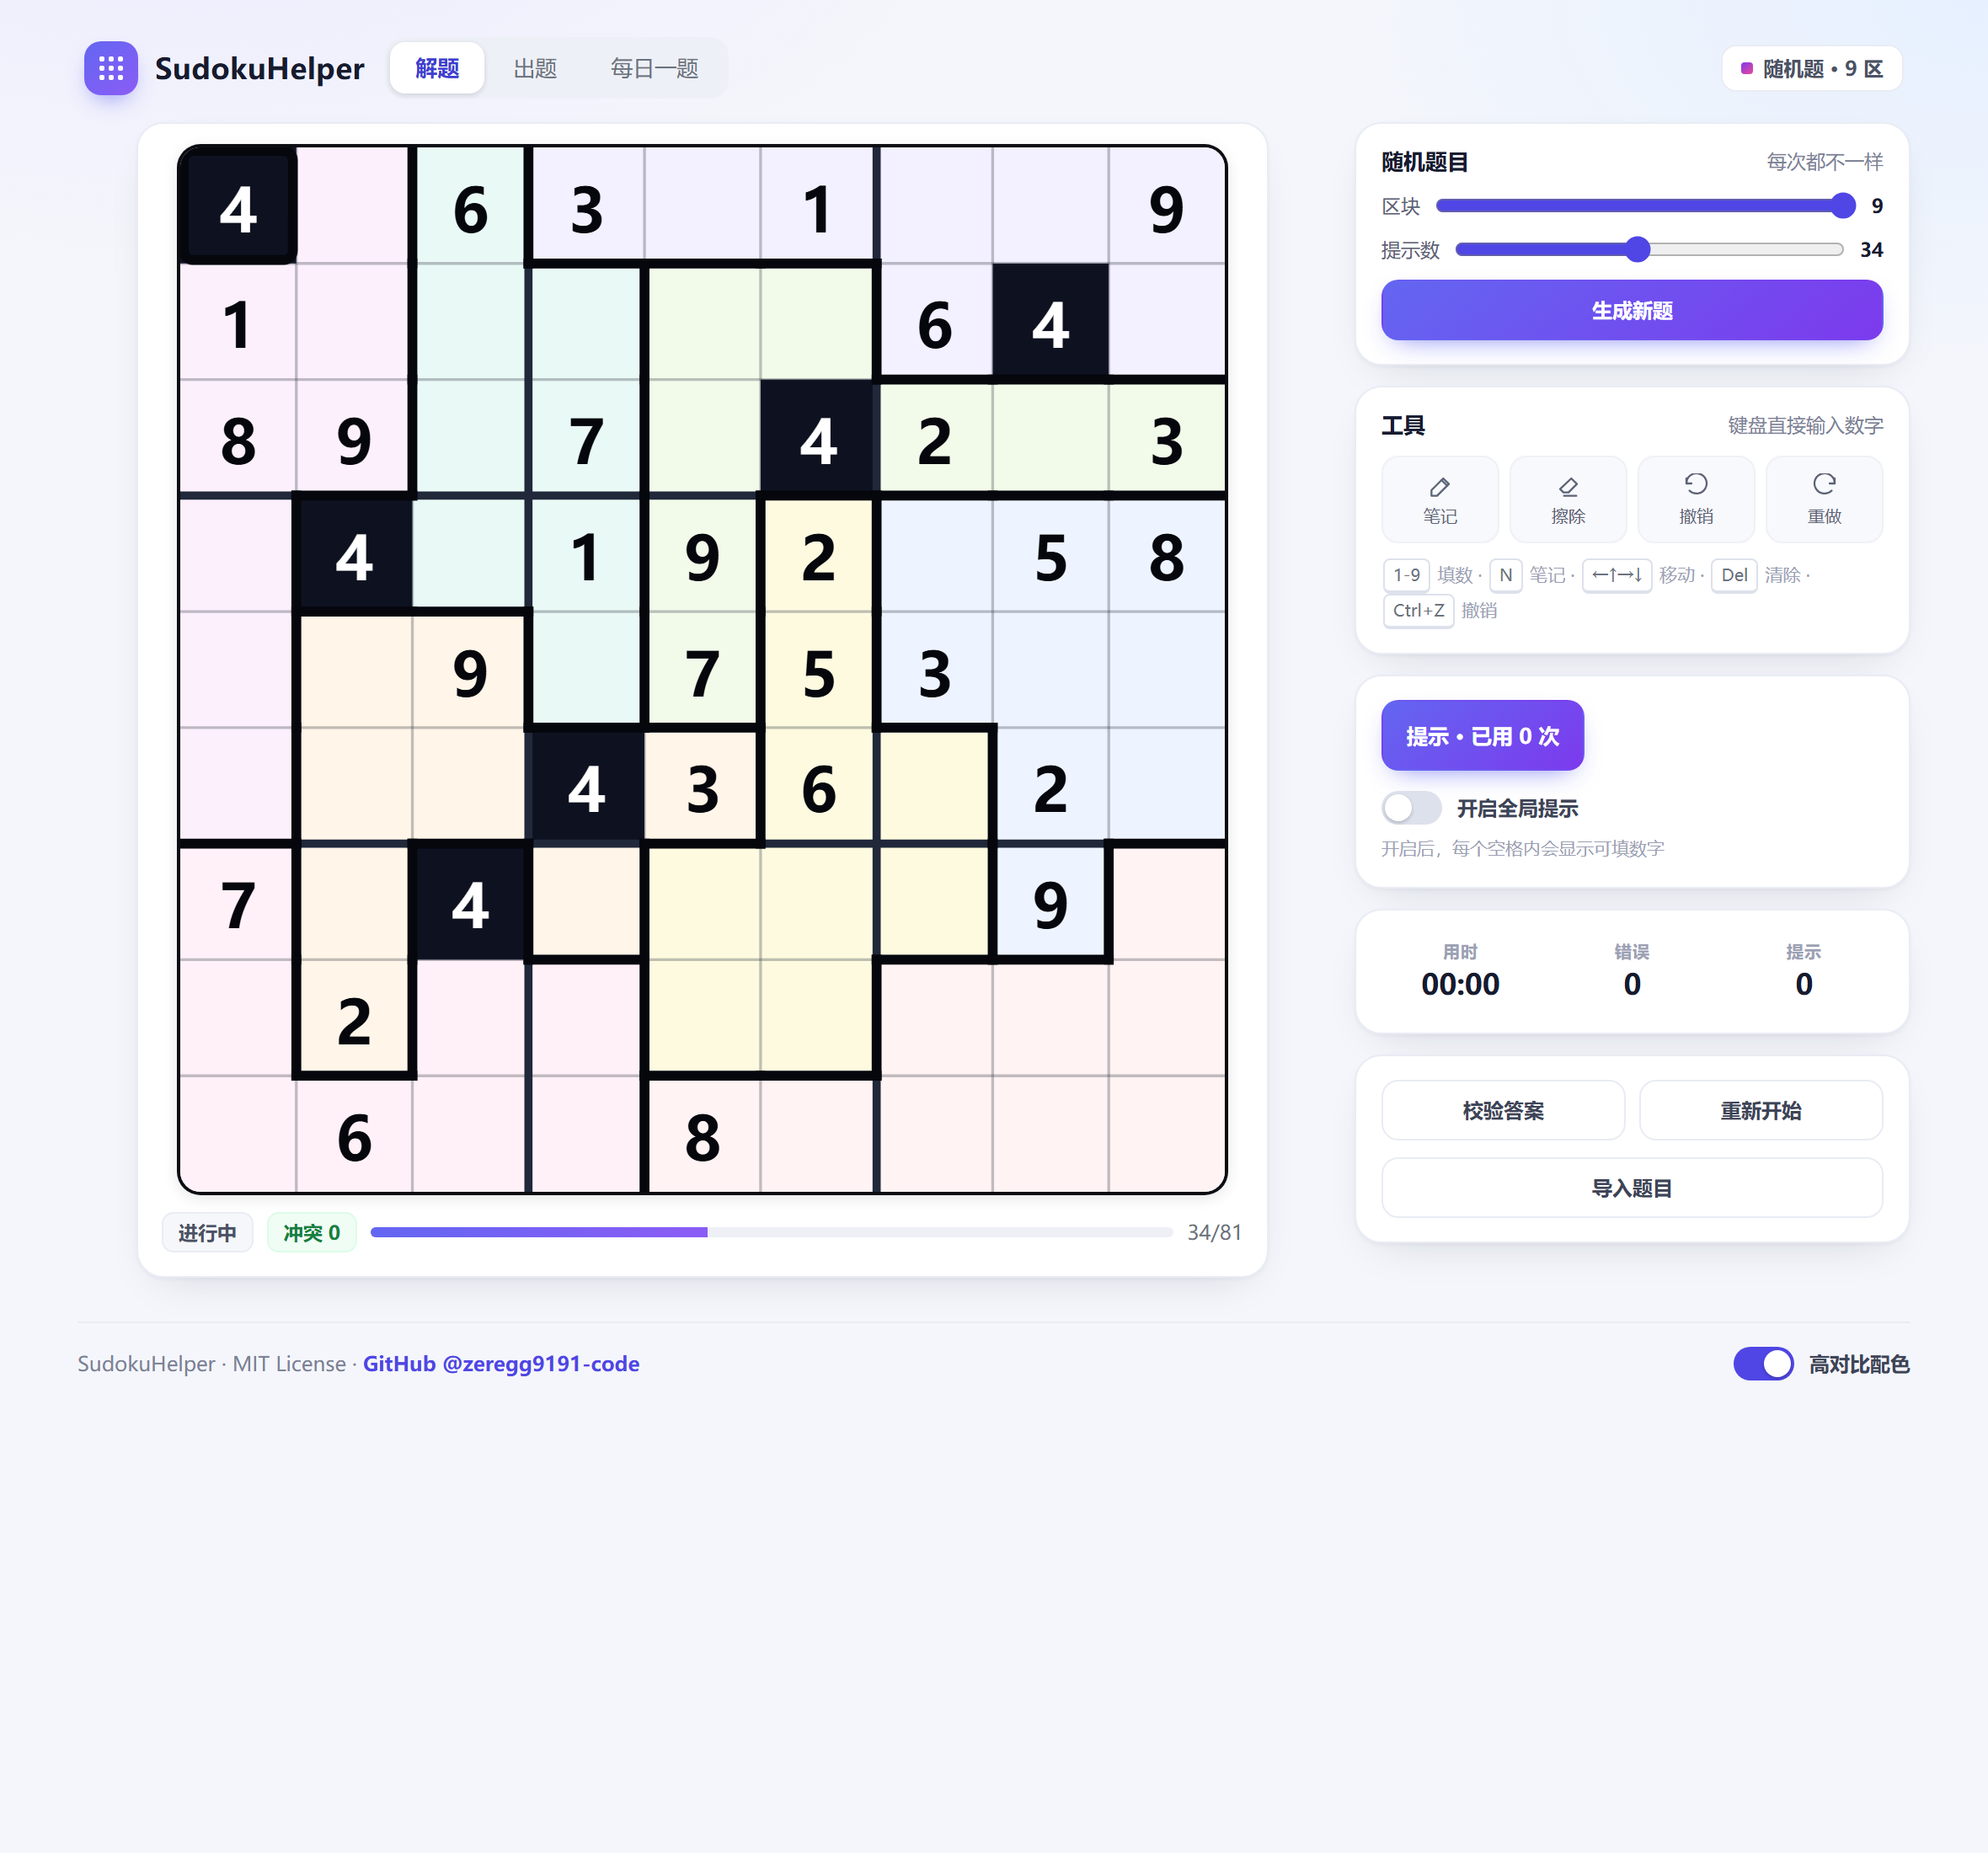 SudokuHelper 解题 出题 每日一题 随机题 • 9 区
4 6 3 1 9
1 6 4
8 9 7 4 2 3
4 1 9 2 5 8
9 7 5 3
4 3 6 2
7 4 9
2
6 8
进行中 冲突 0 34/81
随机题目 每次都不一样
区块 9
提示数 34
生成新题
工具 键盘直接输入数字
笔记 擦除 撤销 重做
1-9 填数 · N 笔记 · ←↑→↓ 移动 · Del 清除 ·
Ctrl+Z 撤销
提示 • 已用 0 次
开启全局提示
开启后，每个空格内会显示可填数字
用时 错误 提示
00:00 0 0
校验答案 重新开始
导入题目
SudokuHelper · MIT License · GitHub @zeregg9191-code 高对比配色